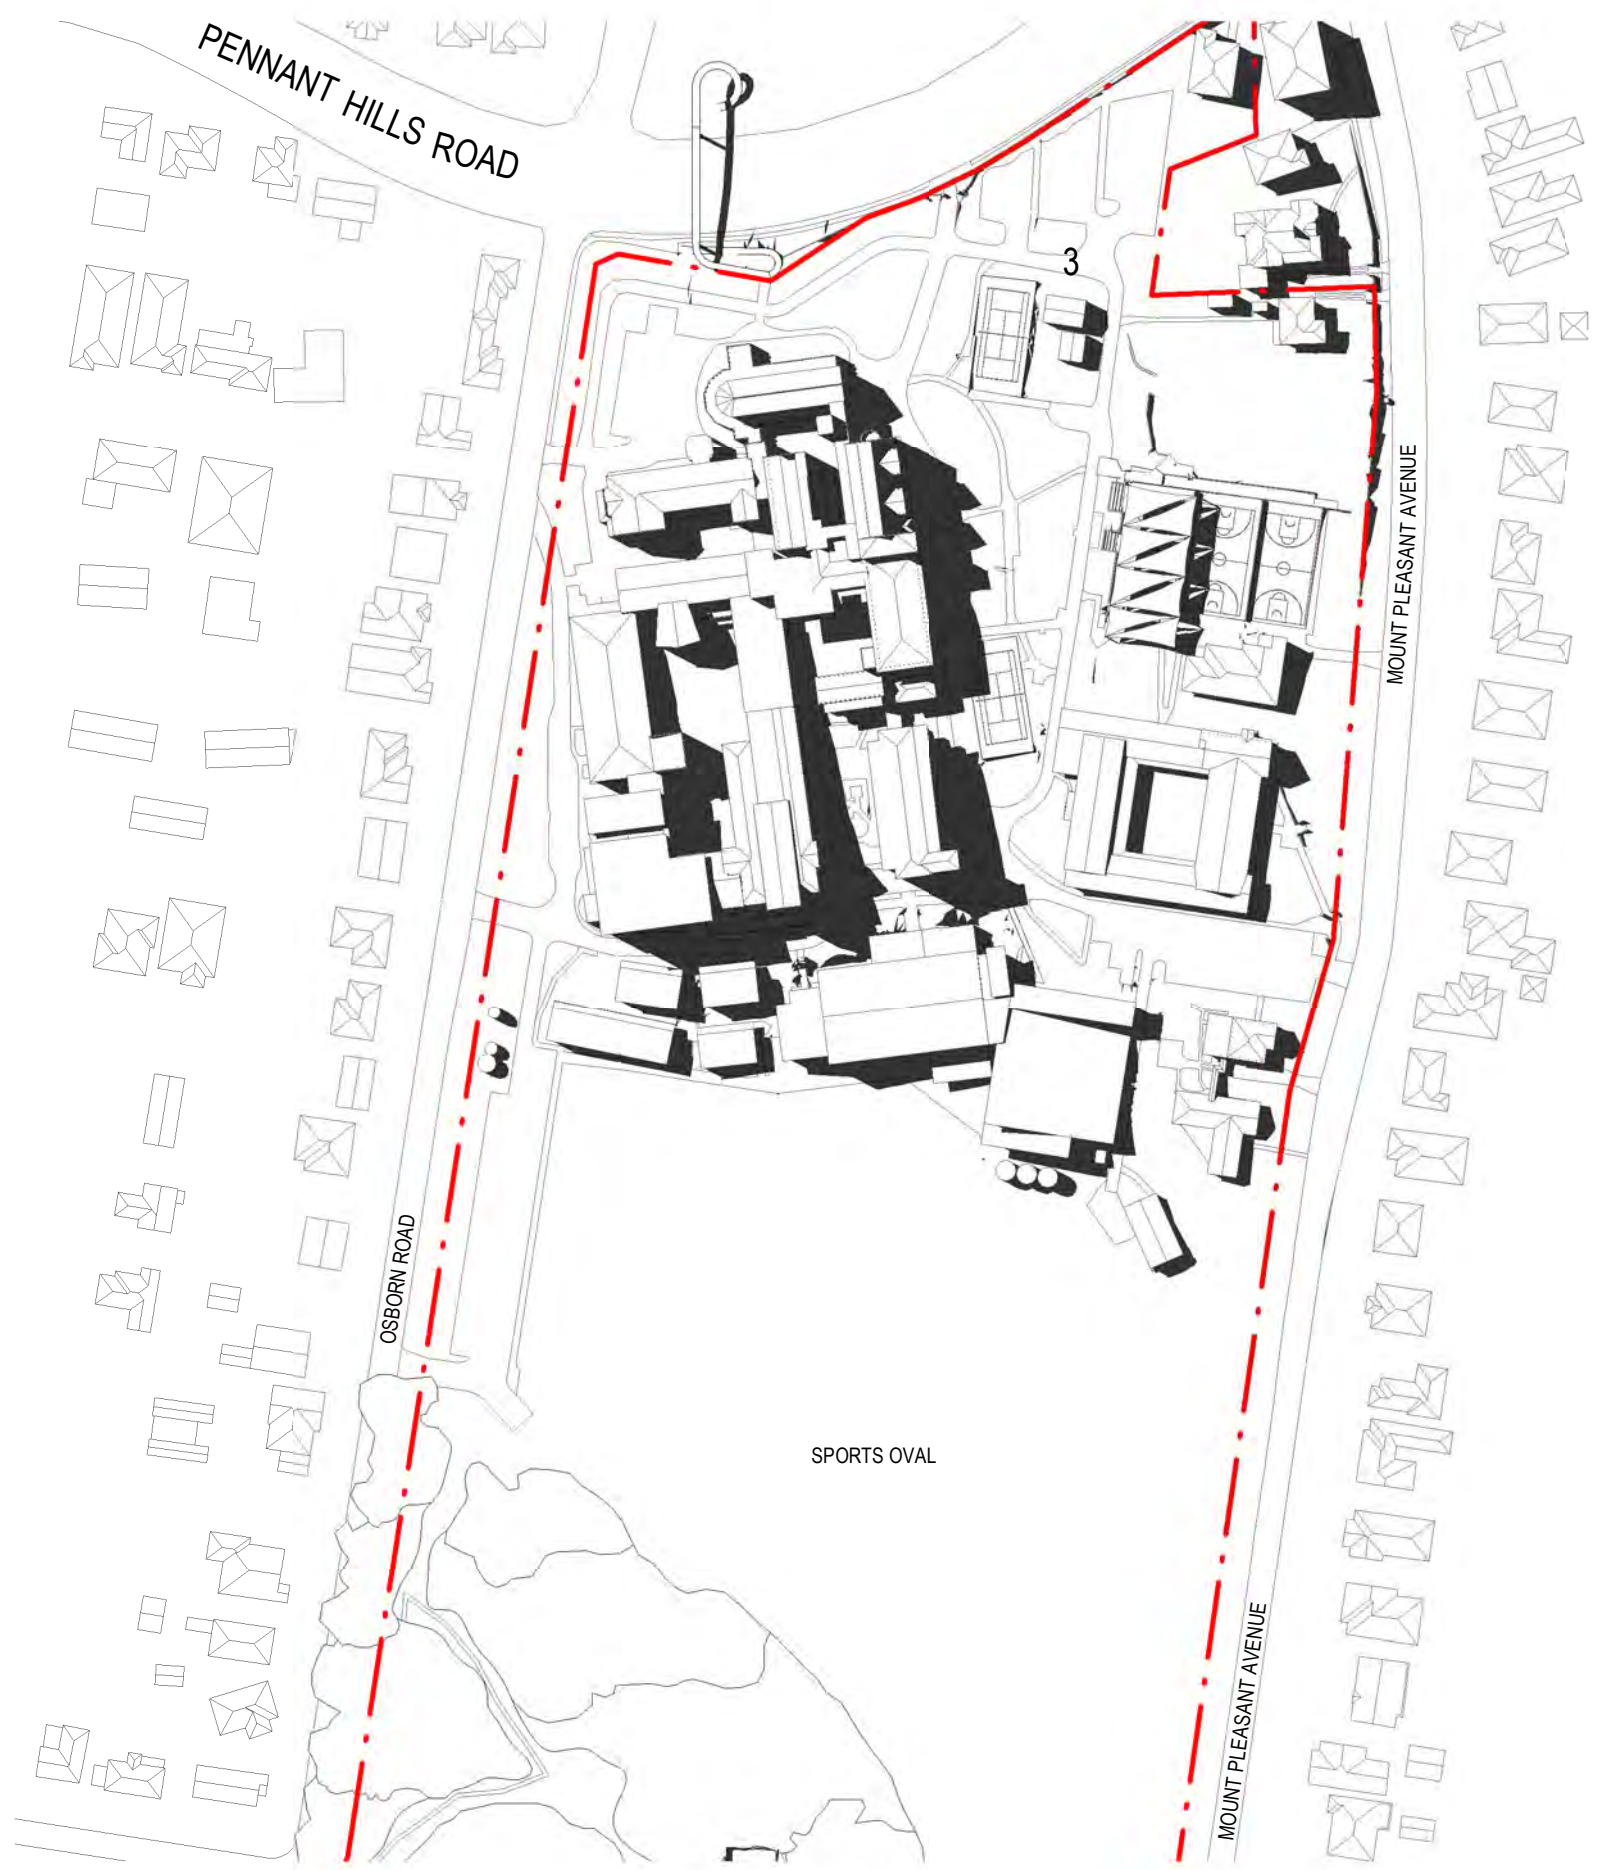 PENNANT HILLS ROAD
3
MOUNT PLEASANT AVENUE
OSBORN ROAD
SPORTS OVAL
MOUNT PLEASANT AVENUE